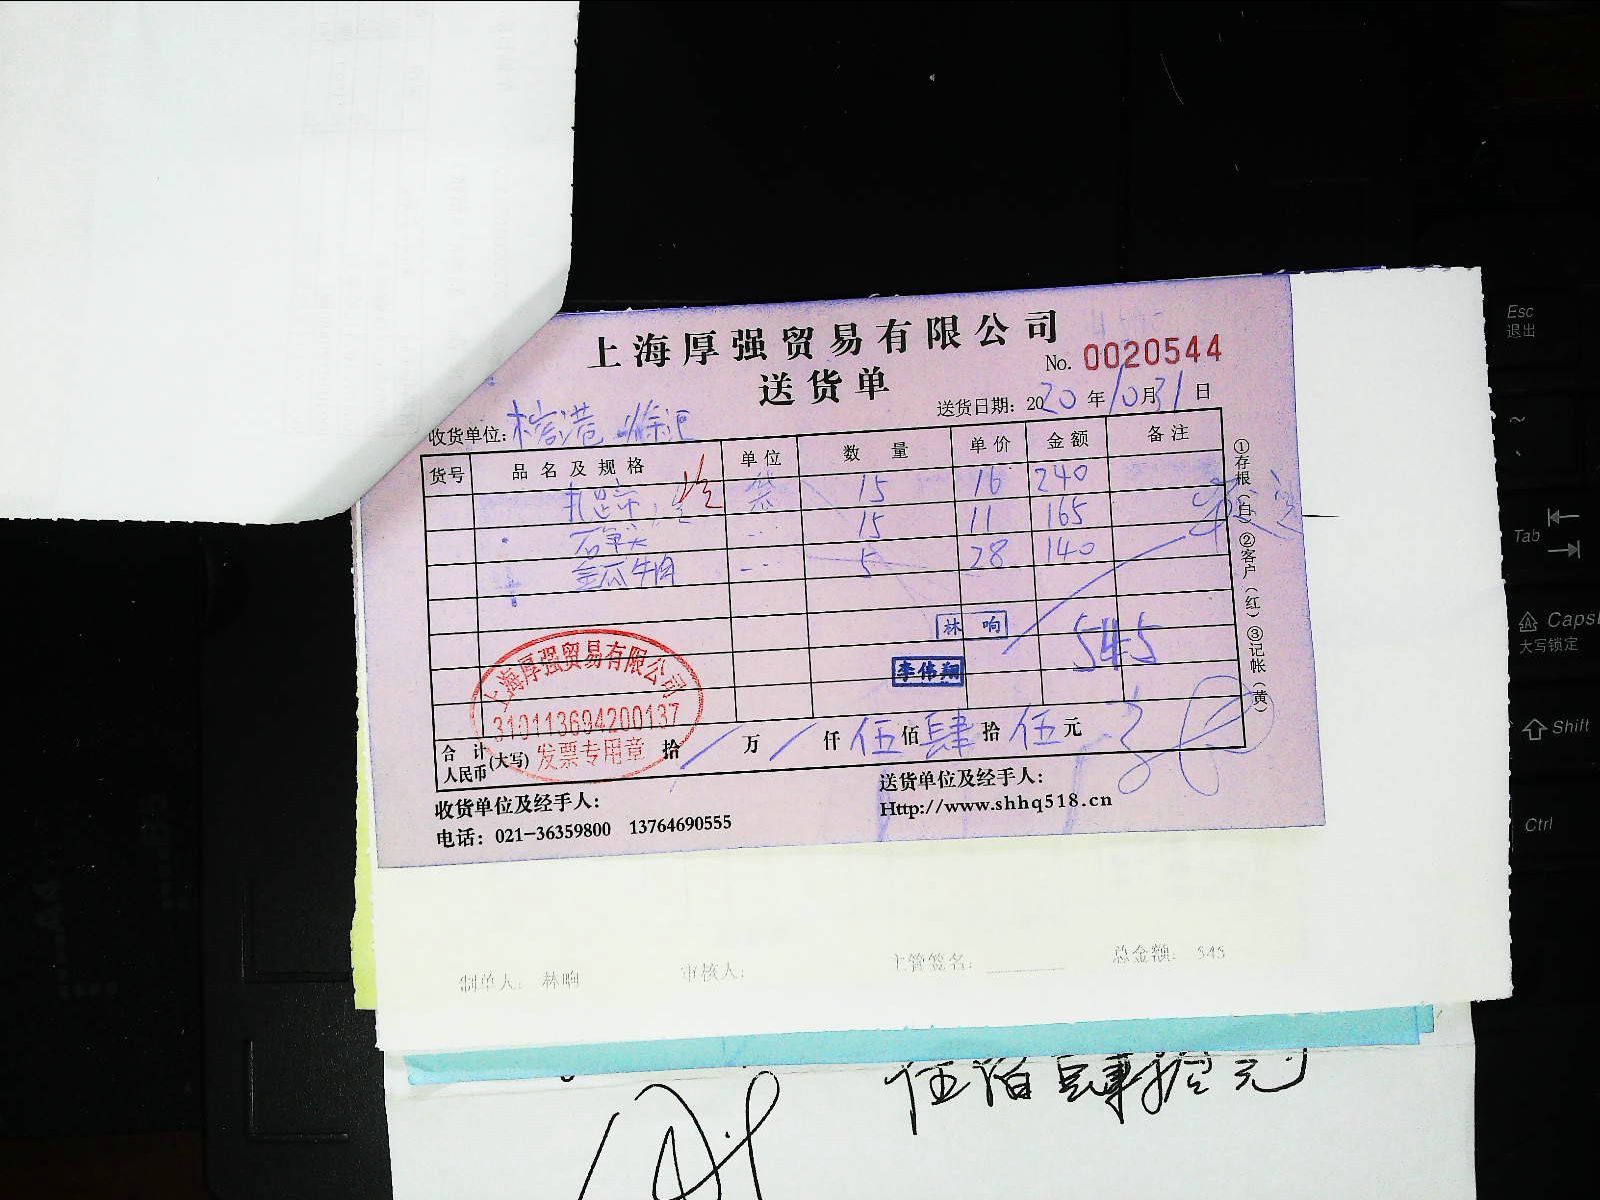 上海厚强贸易有限公司
No. 0020544
送货单
送货日期：2020年10月31日
收货单位：
货号 品名及规格 单位 数量 单价 金额 备注
袋 15 16 240
15 11 165
金瓜牛肉 5 28 140
林响
545
李伟翔
上海厚强贸易有限公司
310113694200137
发票专用章
合计人民币(大写) 拾 / 万 / 仟 伍 佰 肆 拾 伍 元
收货单位及经手人：
送货单位及经手人：
电话：021-36359800 13764690555
Http://www.shhq518.cn
①存根（白）②客户（红）③记帐（黄）
制单人： 林响 审核人： 主管签名： 总金额： 545
伍佰肆拾元
Esc
退出
~
Tab
Caps
大写锁定
Shift
Ctrl